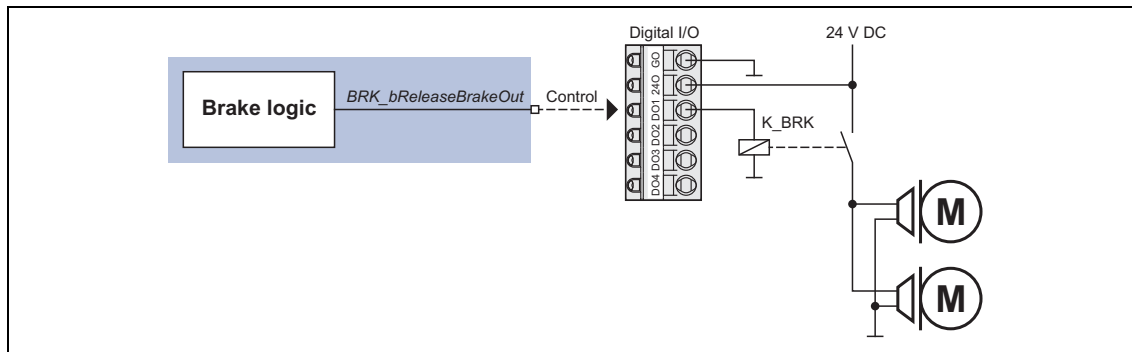 Digital I/O
24 V DC
Brake logic
BRK_bReleaseBrakeOut
Control
GO
24O
DO1
DO2
DO3
DO4
K_BRK
M
M